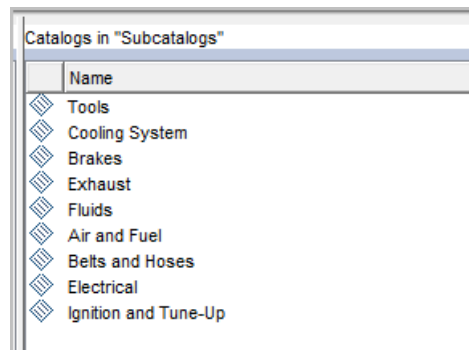 Catalogs in "Subcatalogs"
Name
Tools
Cooling System
Brakes
Exhaust
Fluids
Air and Fuel
Belts and Hoses
Electrical
Ignition and Tune-Up